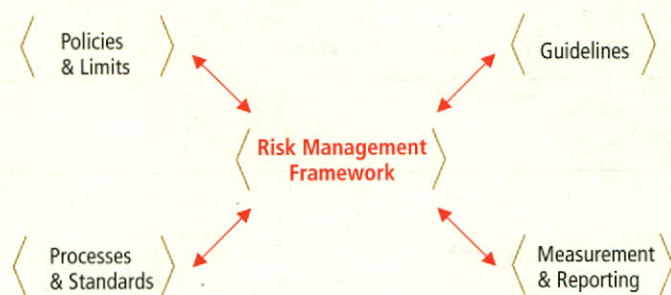 Policies
& Limits
Guidelines
Risk Management
Framework
Processes
& Standards
Measurement
& Reporting